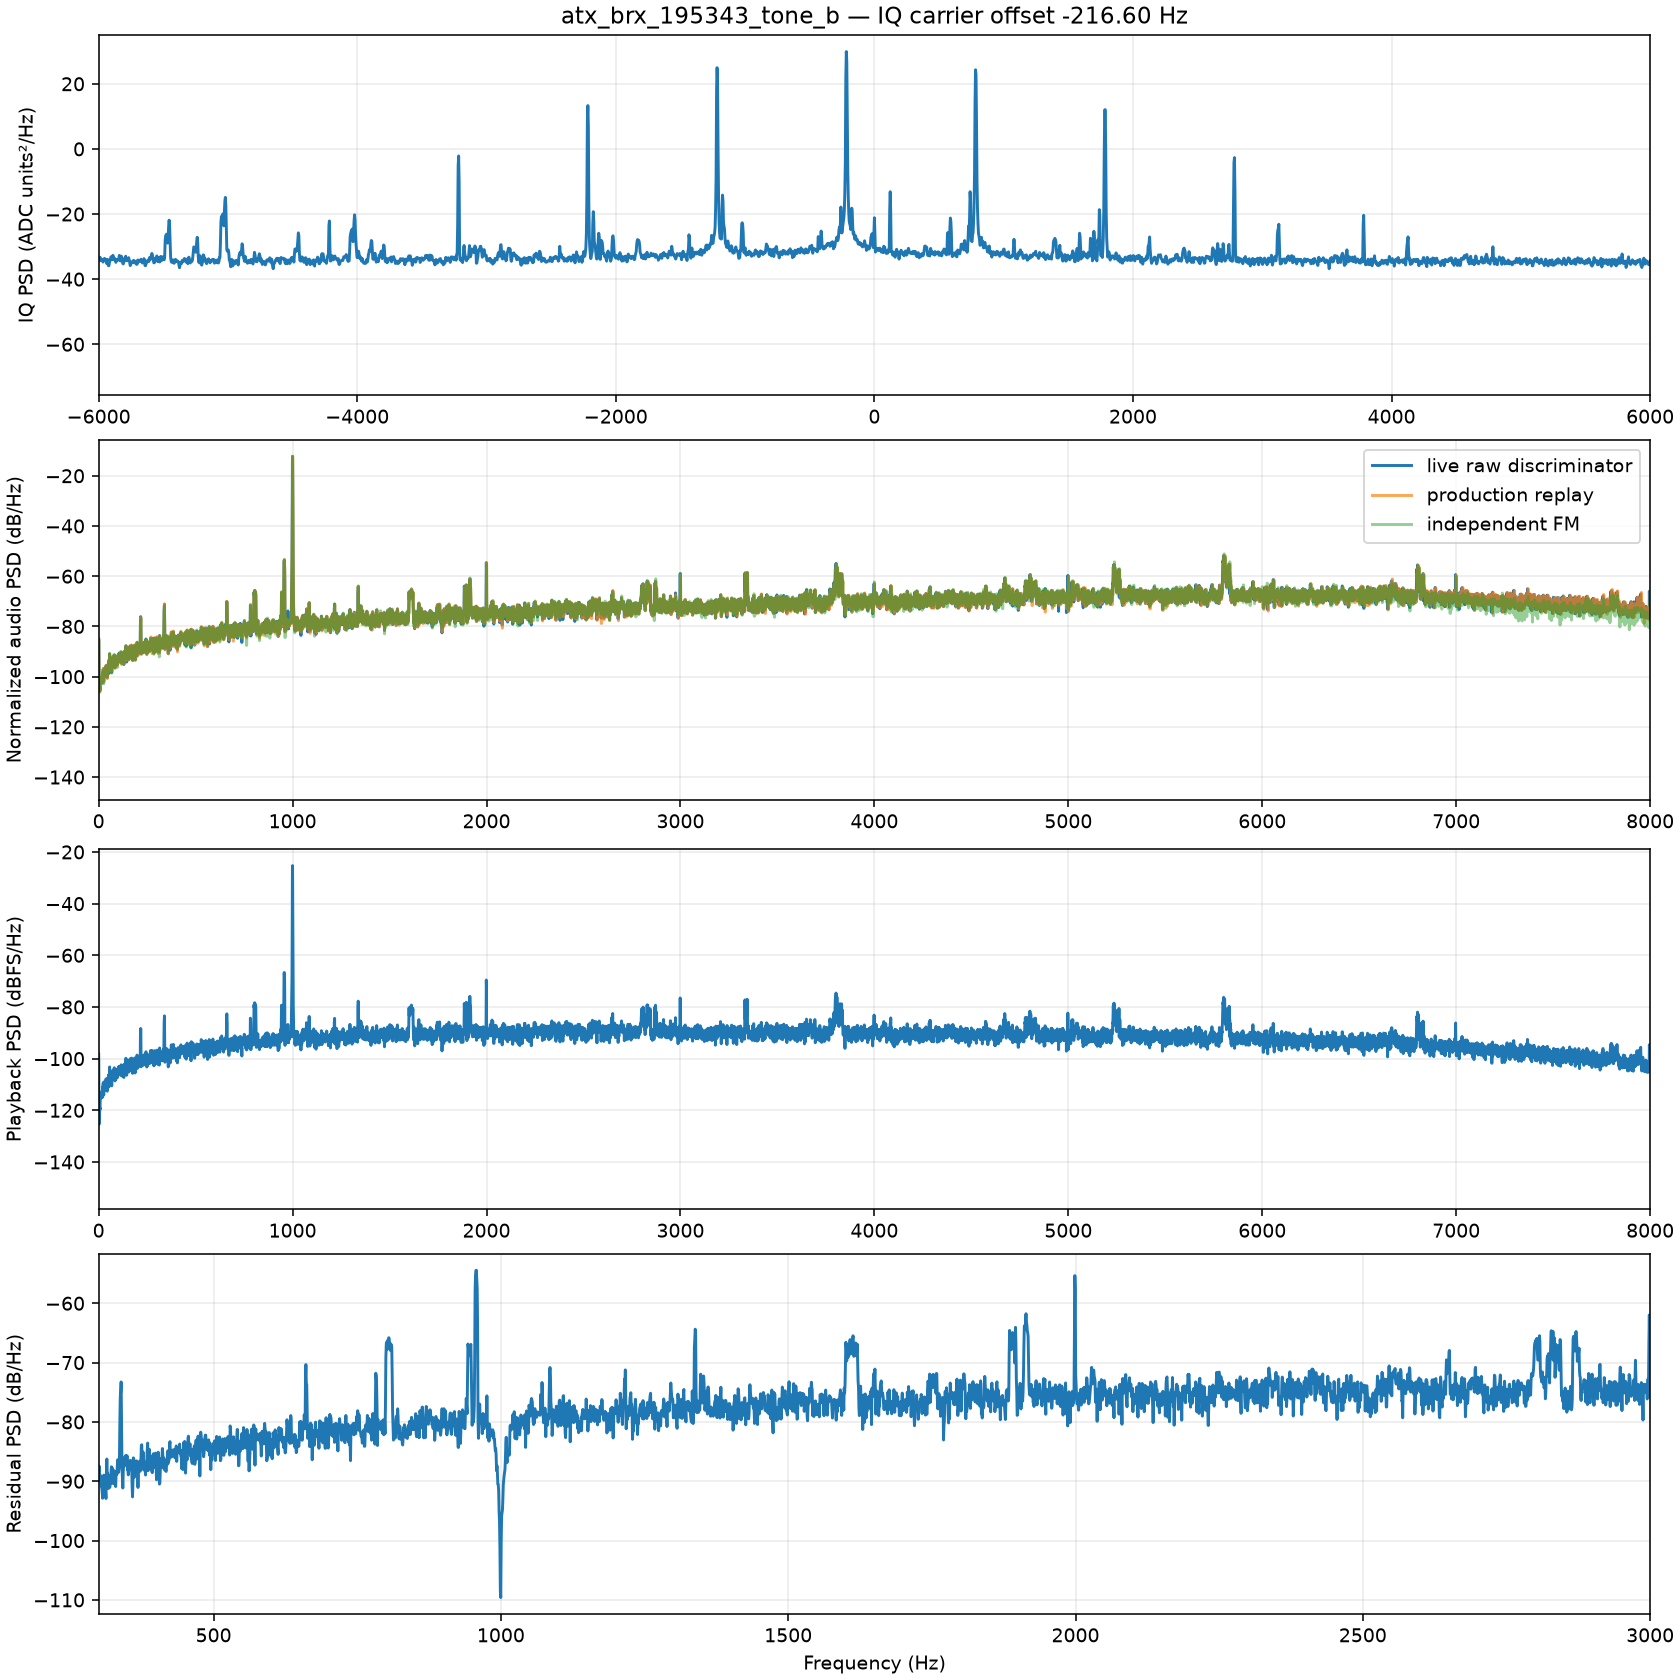 atx_brx_195343_tone_b — IQ carrier offset -216.60 Hz
IQ PSD (ADC units²/Hz)
20
0
−20
−40
−60
−6000 −4000 −2000 0 2000 4000 6000
Normalized audio PSD (dB/Hz)
−20
−40
−60
−80
−100
−120
−140
live raw discriminator
production replay
independent FM
0 1000 2000 3000 4000 5000 6000 7000 8000
Playback PSD (dBFS/Hz)
−20
−40
−60
−80
−100
−120
−140
0 1000 2000 3000 4000 5000 6000 7000 8000
Residual PSD (dB/Hz)
−60
−70
−80
−90
−100
−110
500 1000 1500 2000 2500 3000
Frequency (Hz)